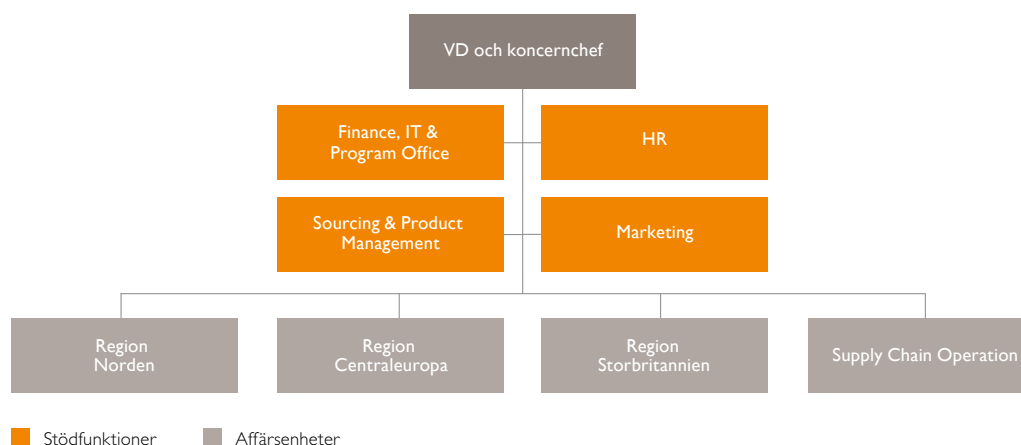 VD och koncernchef
Finance, IT &
Program Office
HR
Sourcing & Product
Management
Marketing
Region
Norden
Region
Centraleuropa
Region
Storbritannien
Supply Chain Operation
Stödfunktioner
Affärsenheter